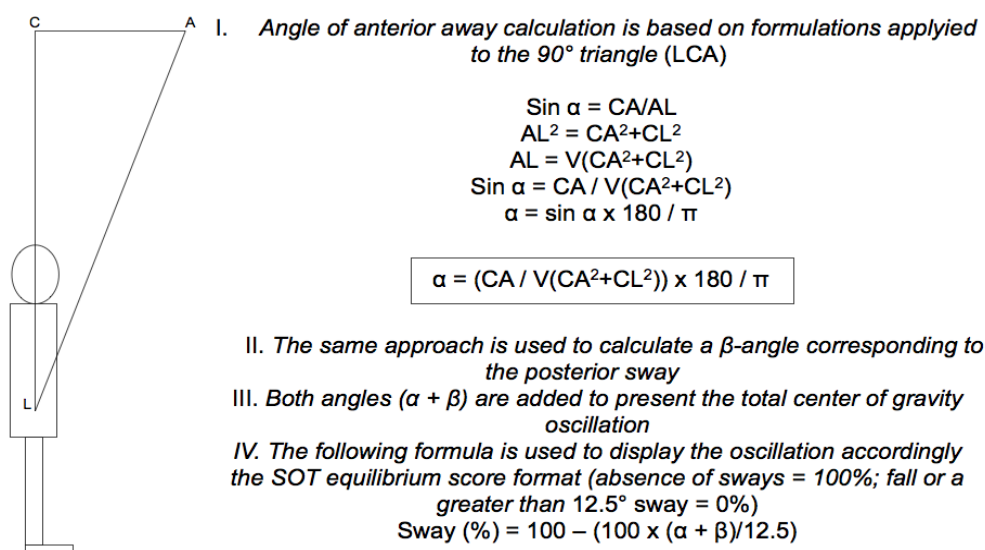 C
A
I. Angle of anterior away calculation is based on formulations applyied
to the 90° triangle (LCA)
Sin α = CA/AL
AL² = CA²+CL²
AL = V(CA²+CL²)
Sin α = CA / V(CA²+CL²)
α = sin α x 180 / π
α = (CA / V(CA²+CL²)) x 180 / π
II. The same approach is used to calculate a β-angle corresponding to
the posterior sway
L
III. Both angles (α + β) are added to present the total center of gravity
oscillation
IV. The following formula is used to display the oscillation accordingly
the SOT equilibrium score format (absence of sways = 100%; fall or a
greater than 12.5° sway = 0%)
Sway (%) = 100 – (100 x (α + β)/12.5)